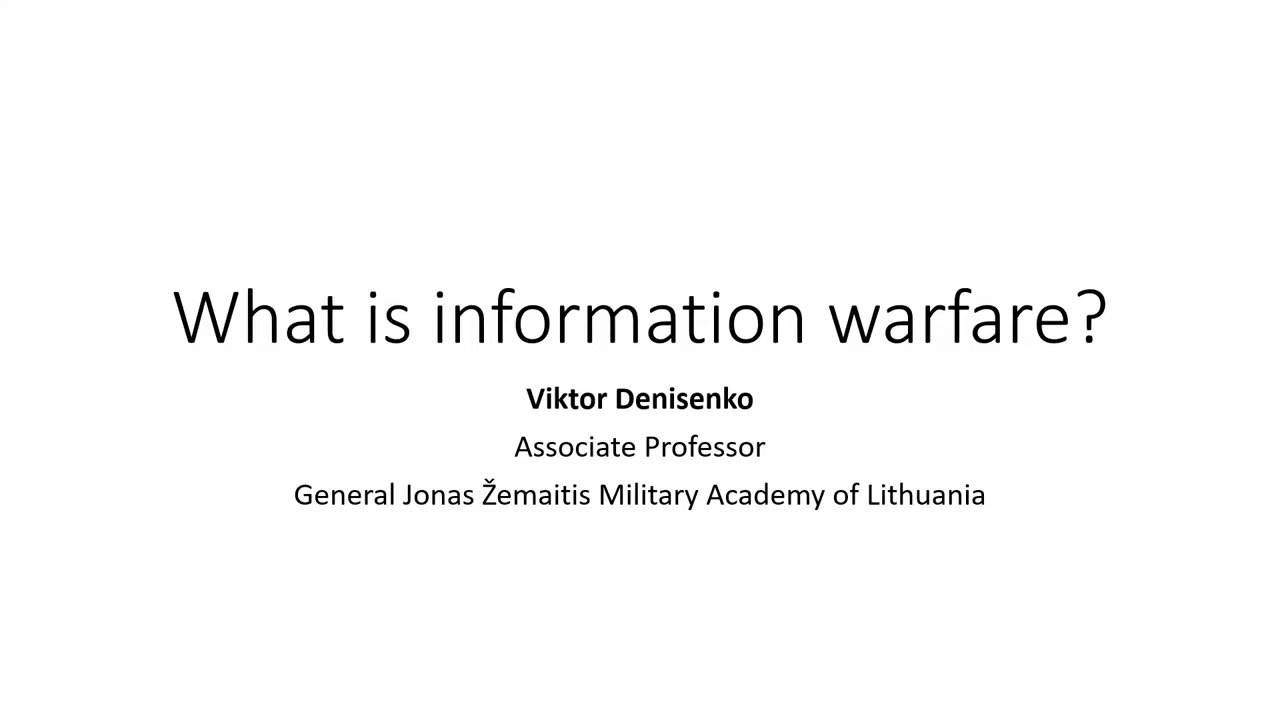 What is information warfare?
Viktor Denisenko
Associate Professor
General Jonas Žemaitis Military Academy of Lithuania